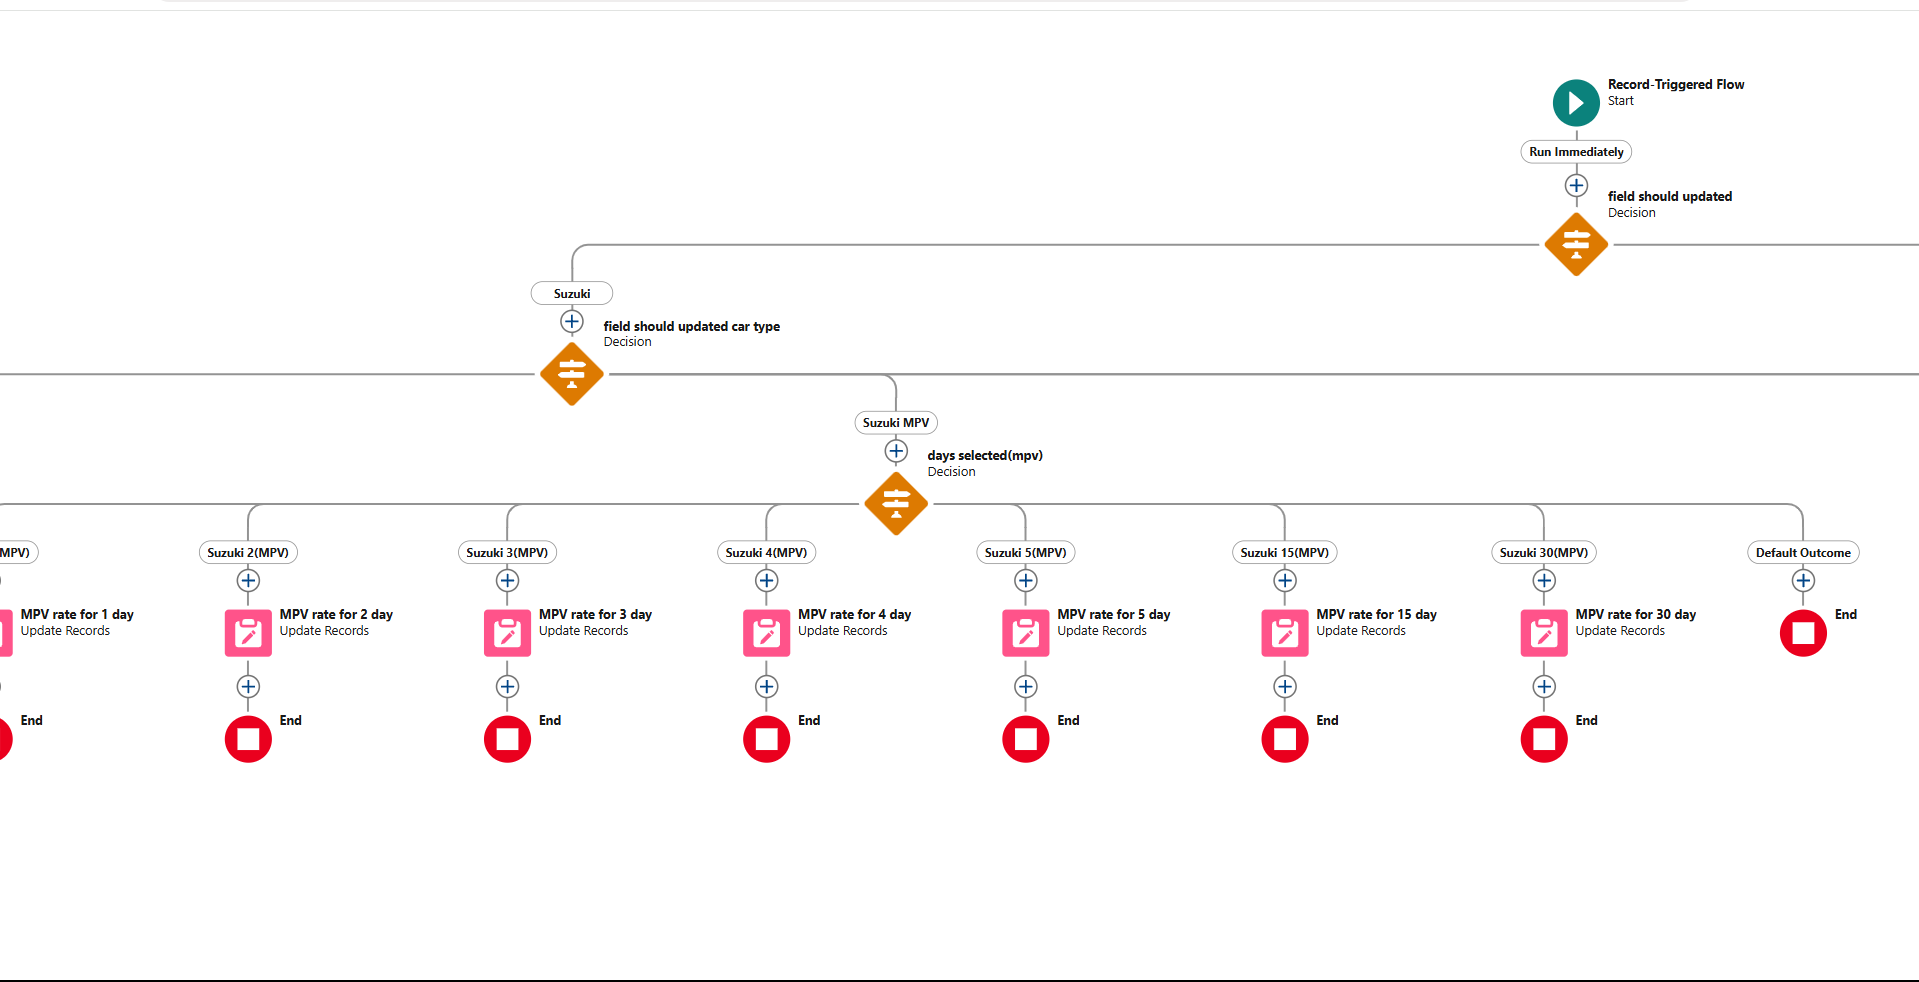 Record-Triggered Flow
Start
Run Immediately
field should updated
Decision
Suzuki
field should updated car type
Decision
Suzuki MPV
days selected(mpv)
Decision
MPV)
Suzuki 2(MPV)
Suzuki 3(MPV)
Suzuki 4(MPV)
Suzuki 5(MPV)
Suzuki 15(MPV)
Suzuki 30(MPV)
Default Outcome
MPV rate for 1 day
Update Records
MPV rate for 2 day
Update Records
MPV rate for 3 day
Update Records
MPV rate for 4 day
Update Records
MPV rate for 5 day
Update Records
MPV rate for 15 day
Update Records
MPV rate for 30 day
Update Records
End
End
End
End
End
End
End
End